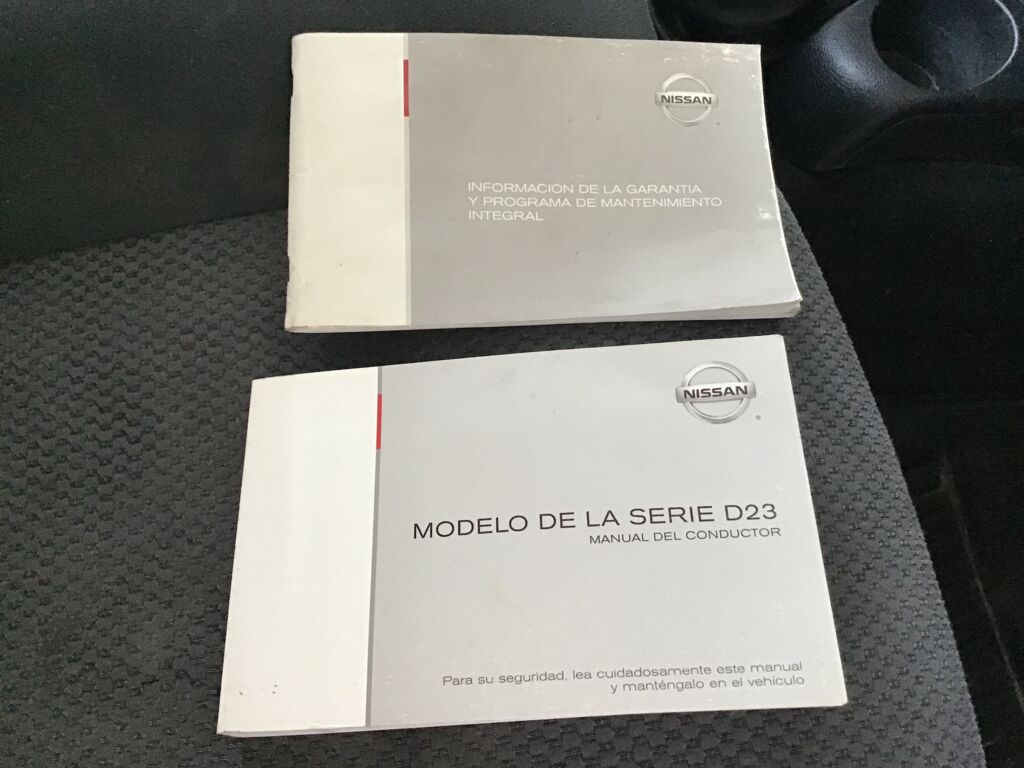 NISSAN
INFORMACION DE LA GARANTIA
Y PROGRAMA DE MANTENIMIENTO
INTEGRAL
NISSAN
MODELO DE LA SERIE D23
MANUAL DEL CONDUCTOR
Para su seguridad, lea cuidadosamente este manual
y manténgalo en el vehículo